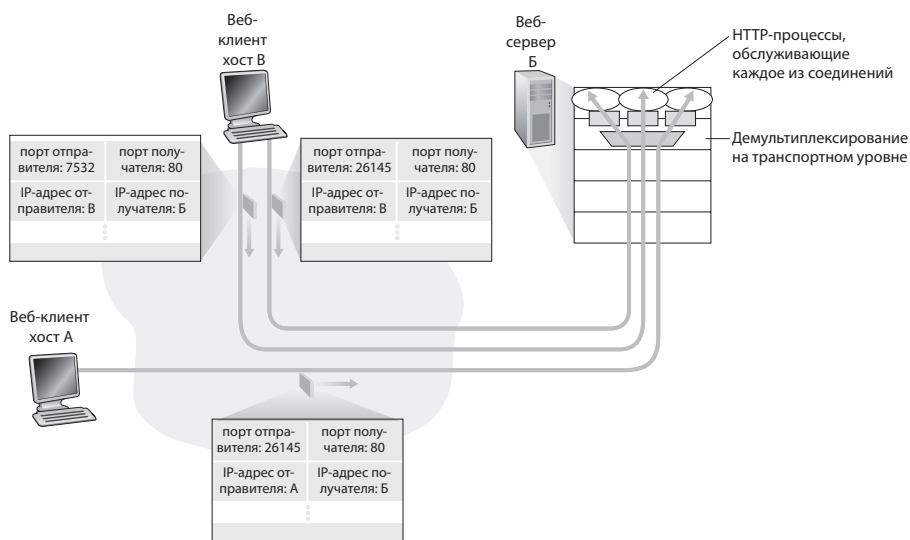 Веб-
клиент
хост В
Веб-
сервер
Б
HTTP-процессы,
обслуживающие
каждое из соединений
Демультиплексирование
на транспортном уровне
порт отпра-
вителя: 7532
порт полу-
чателя: 80
IP-адрес от-
правителя: В
IP-адрес по-
лучателя: Б
порт отпра-
вителя: 26145
порт полу-
чателя: 80
IP-адрес от-
правителя: В
IP-адрес по-
лучателя: Б
Веб-клиент
хост А
порт отпра-
вителя: 26145
порт полу-
чателя: 80
IP-адрес от-
правителя: А
IP-адрес по-
лучателя: Б